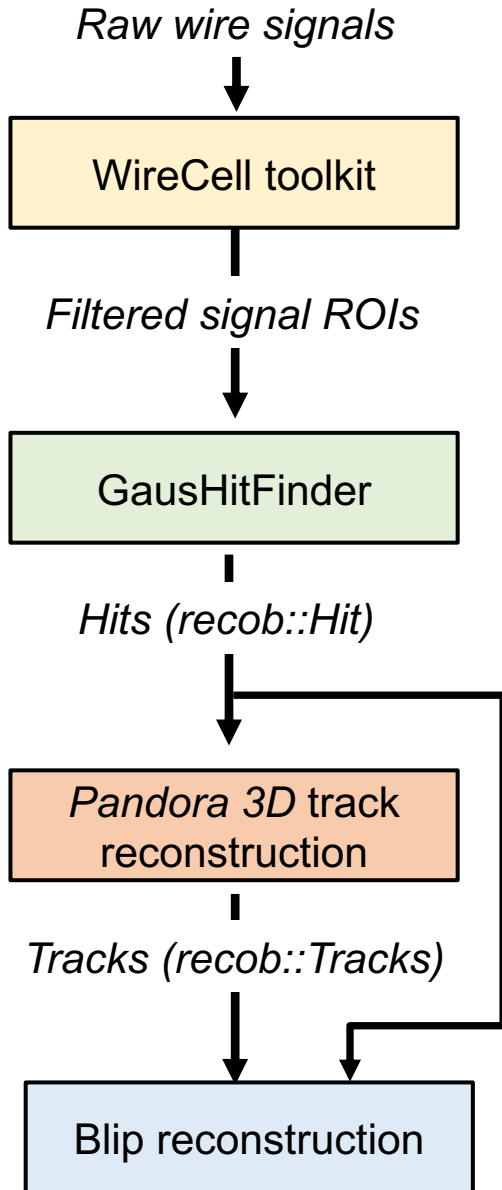 Raw wire signals
WireCell toolkit
Filtered signal ROIs
GausHitFinder
Hits (recob::Hit)
Pandora 3D track
reconstruction
Tracks (recob::Tracks)
Blip reconstruction